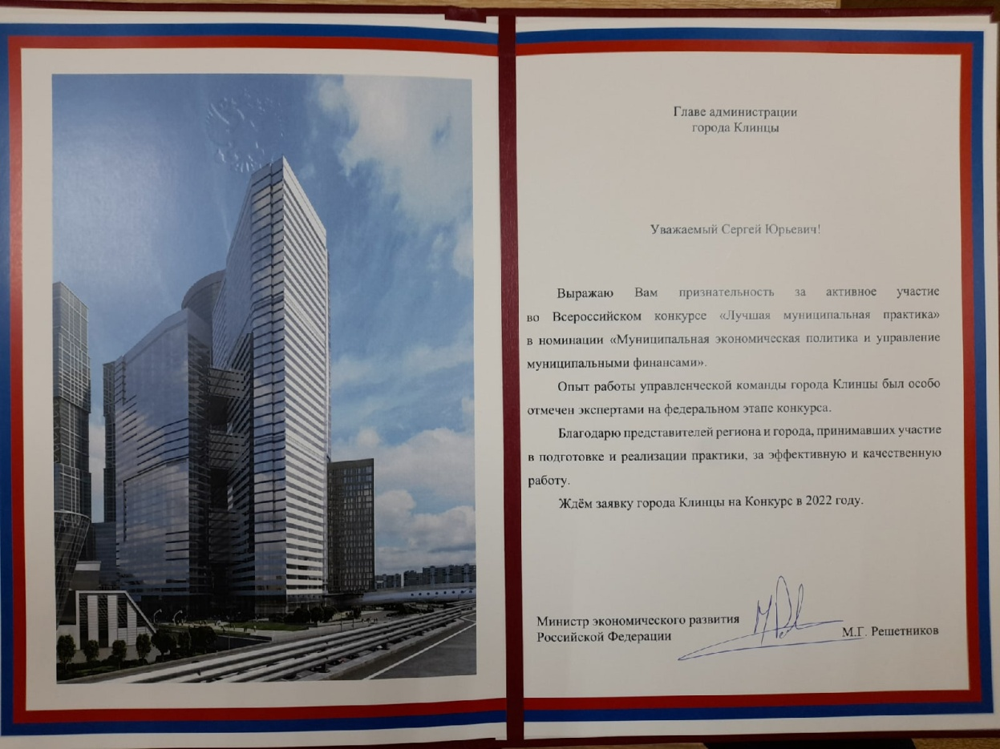 Главе администрации
города Клинцы
Уважаемый Сергей Юрьевич!
Выражаю Вам признательность за активное участие
во Всероссийском конкурсе «Лучшая муниципальная практика»
в номинации «Муниципальная экономическая политика и управление
муниципальными финансами».
Опыт работы управленческой команды города Клинцы был особо
отмечен экспертами на федеральном этапе конкурса.
Благодарю представителей региона и города, принимавших участие
в подготовке и реализации практики, за эффективную и качественную
работу.
Ждём заявку города Клинцы на Конкурс в 2022 году.
Министр экономического развития
Российской Федерации
М.Г. Решетников